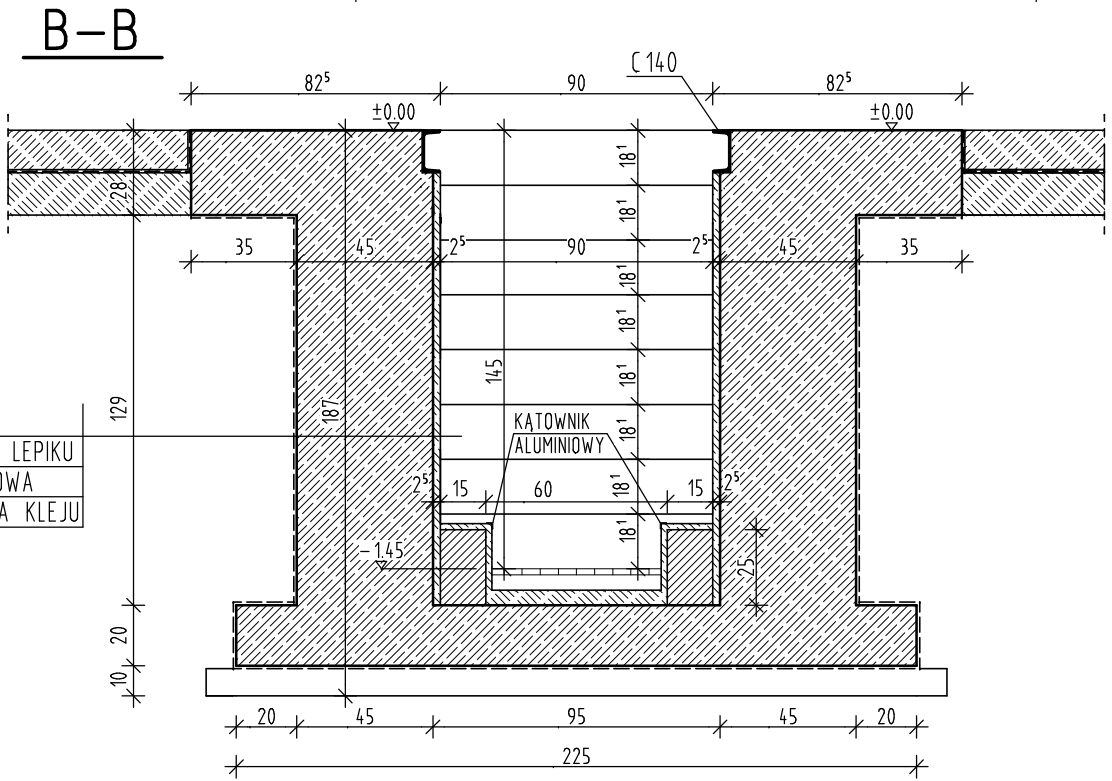 B-B
[140
82⁵ 90 82⁵
±0.00 ±0.00
28
18¹
18¹
35 45 2⁵ 90 2⁵ 45 35
18¹
18¹
145
18¹
129
187
KĄTOWNIK
ALUMINIOWY
18¹
LEPIKU
OWA
A KLEJU
2⁵ 15 60 18¹ 15 2⁵
18¹
-1.45
25
20
10
20 45 95 45 20
225